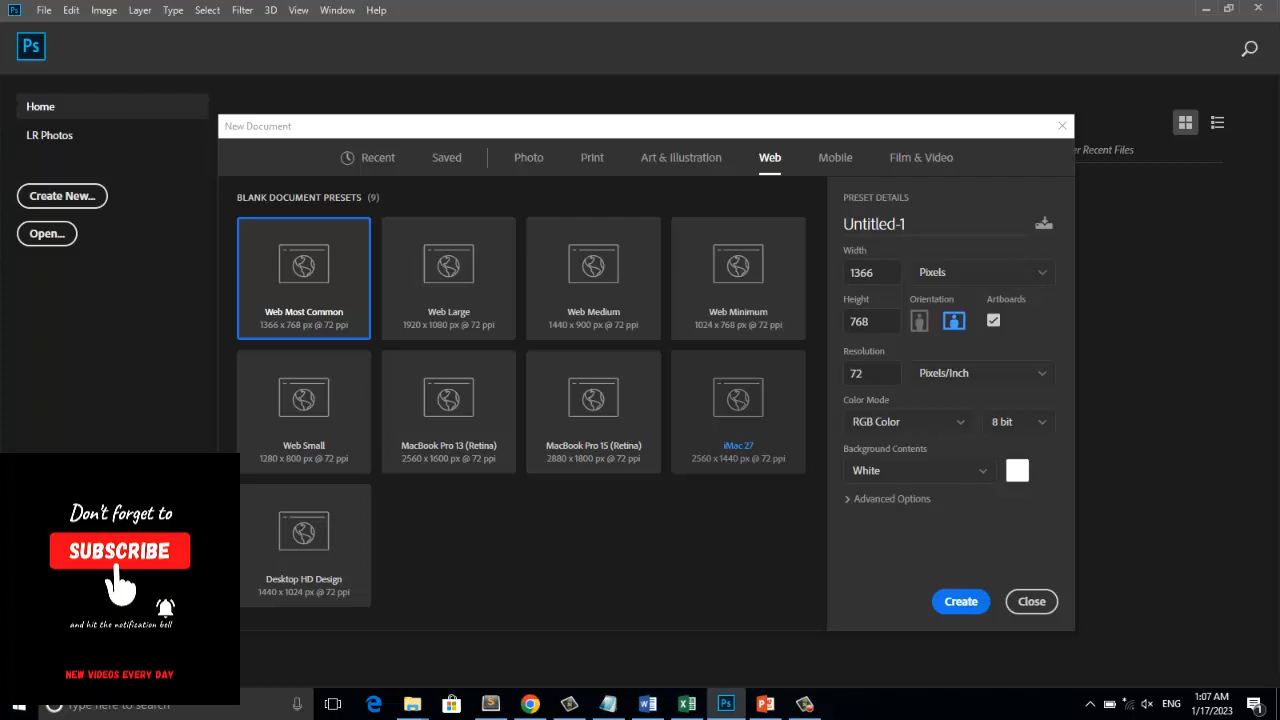 Ps File Edit Image Layer Type Select Filter 3D View Window Help
Ps
Home
LR Photos
Create New...
Open...
r Recent Files
New Document
Recent Saved Photo Print Art & Illustration Web Mobile Film & Video
BLANK DOCUMENT PRESETS (9)
Web Most Common
1366 x 768 px @ 72 ppi
Web Large
1920 x 1080 px @ 72 ppi
Web Medium
1440 x 900 px @ 72 ppi
Web Minimum
1024 x 768 px @ 72 ppi
Web Small
1280 x 800 px @ 72 ppi
MacBook Pro 13 (Retina)
2560 x 1600 px @ 72 ppi
MacBook Pro 15 (Retina)
2880 x 1800 px @ 72 ppi
iMac 27
2560 x 1440 px @ 72 ppi
Desktop HD Design
1440 x 1024 px @ 72 ppi
PRESET DETAILS
Untitled-1
Width
1366 Pixels
Height Orientation Artboards
768
Resolution
72 Pixels/Inch
Color Mode
RGB Color 8 bit
Background Contents
White
Advanced Options
Create Close
Don't forget to
SUBSCRIBE
and hit the notification bell
NEW VIDEOS EVERY DAY
Type here to search
Ps
ENG
1:07 AM
1/17/2023
1